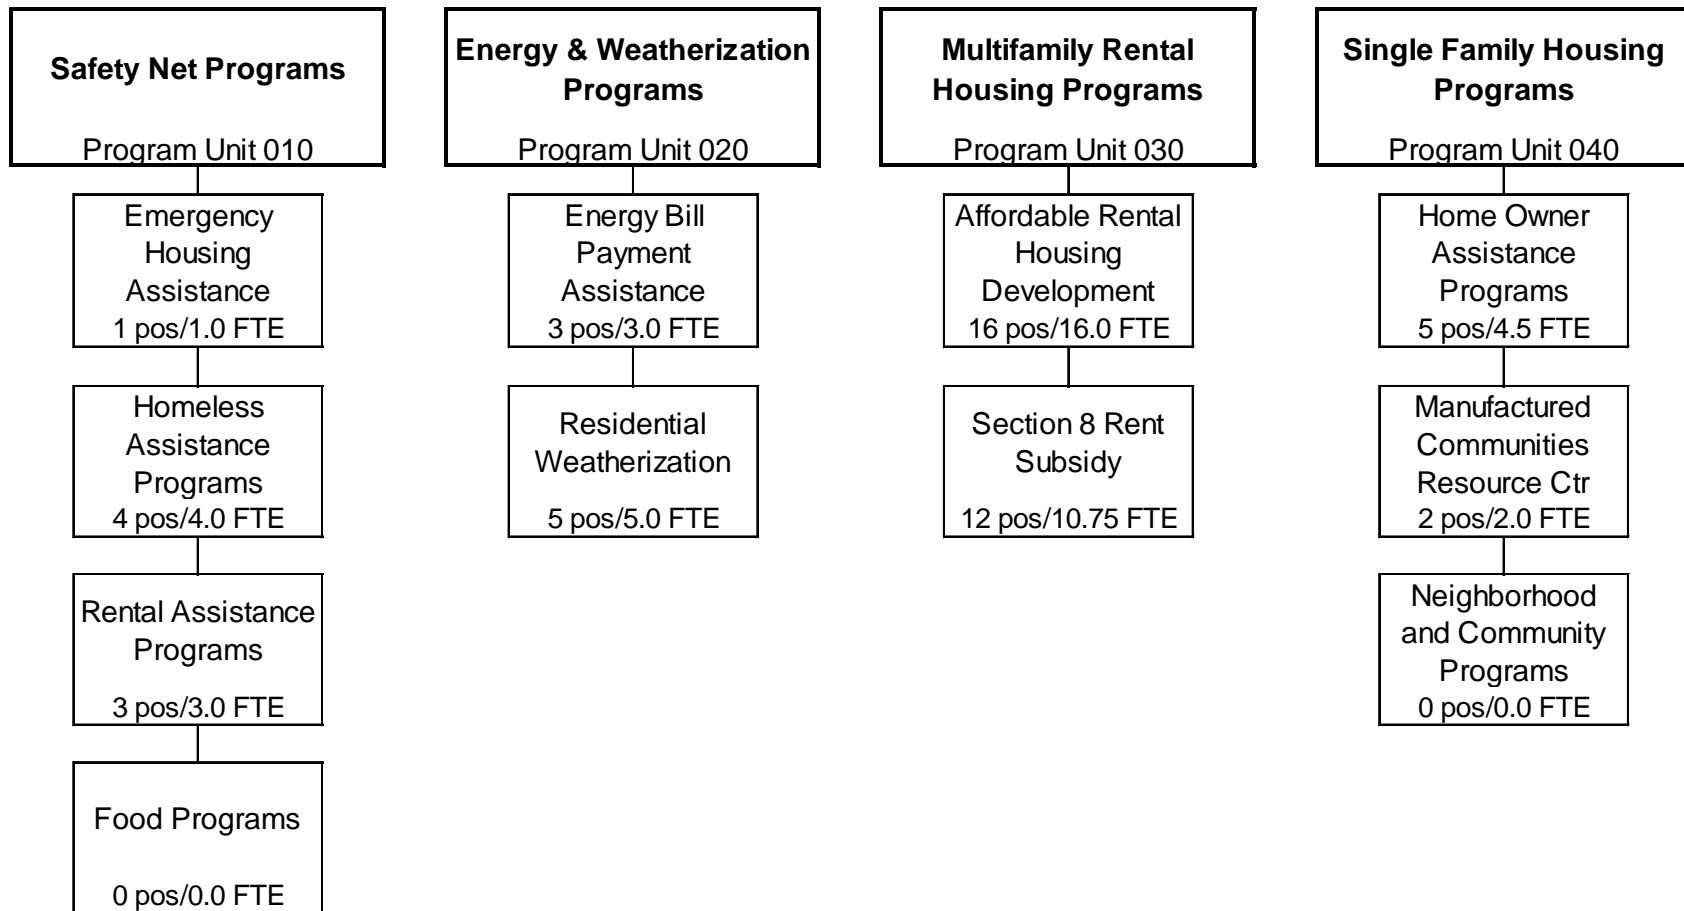 Safety Net Programs
Program Unit 010
Emergency
Housing
Assistance
1 pos/1.0 FTE
Homeless
Assistance
Programs
4 pos/4.0 FTE
Rental Assistance
Programs
3 pos/3.0 FTE
Food Programs
0 pos/0.0 FTE
Energy & Weatherization
Programs
Program Unit 020
Energy Bill
Payment
Assistance
3 pos/3.0 FTE
Residential
Weatherization
5 pos/5.0 FTE
Multifamily Rental
Housing Programs
Program Unit 030
Affordable Rental
Housing
Development
16 pos/16.0 FTE
Section 8 Rent
Subsidy
12 pos/10.75 FTE
Single Family Housing
Programs
Program Unit 040
Home Owner
Assistance
Programs
5 pos/4.5 FTE
Manufactured
Communities
Resource Ctr
2 pos/2.0 FTE
Neighborhood
and Community
Programs
0 pos/0.0 FTE